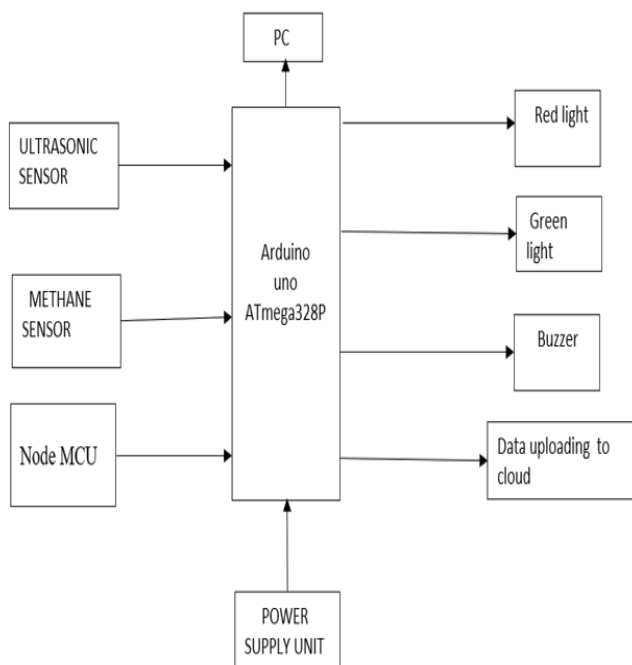 PC
ULTRASONIC
SENSOR
METHANE
SENSOR
Node MCU
Arduino
uno
ATmega328P
Red light
Green
light
Buzzer
Data uploading to
cloud
POWER
SUPPLY UNIT